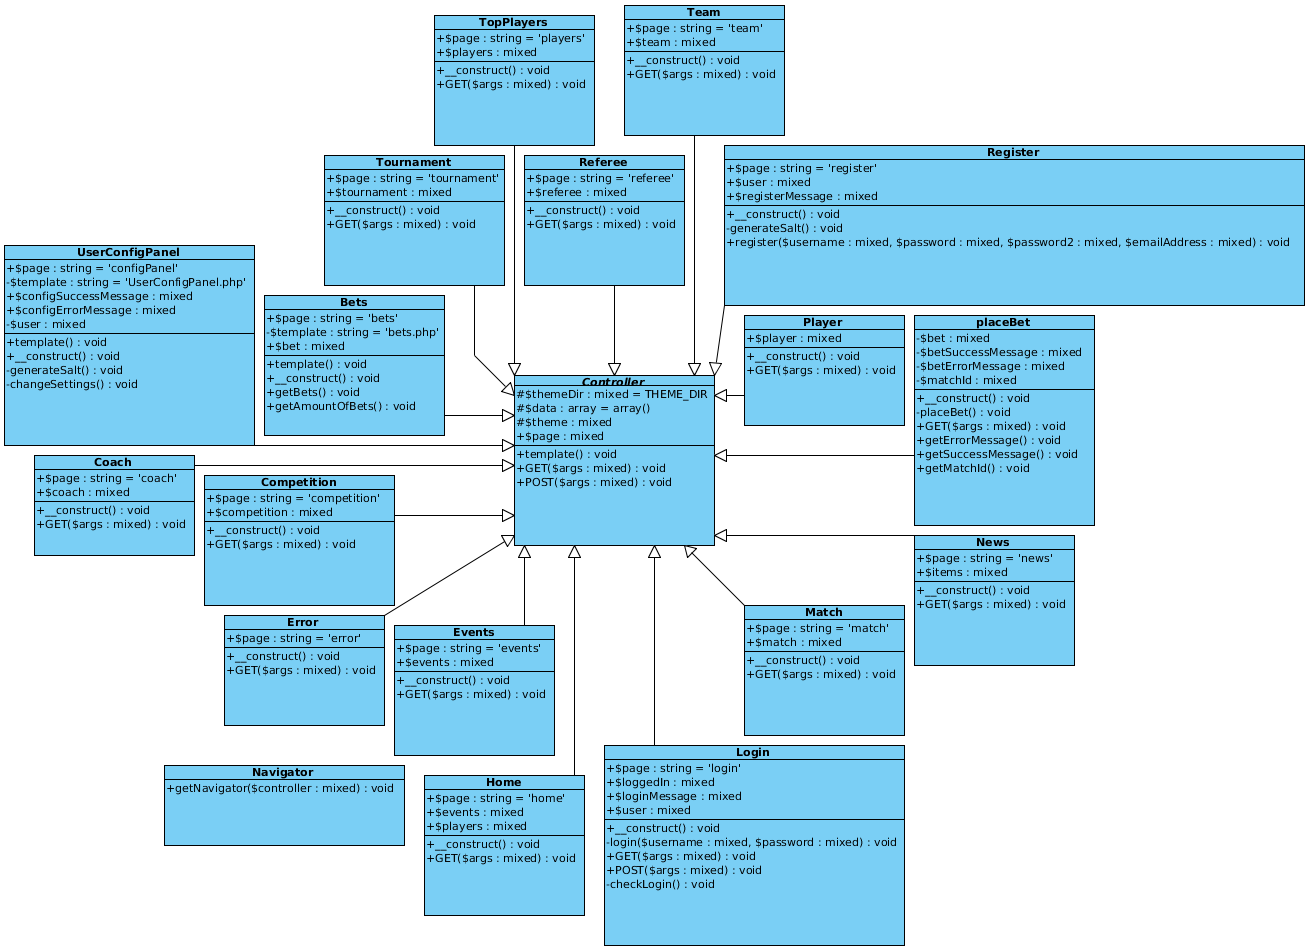 TopPlayers
+$page : string = 'players'
+$players : mixed
+__construct() : void
+GET($args : mixed) : void
Team
+$page : string = 'team'
+$team : mixed
+__construct() : void
+GET($args : mixed) : void
Tournament
+$page : string = 'tournament'
+$tournament : mixed
+__construct() : void
+GET($args : mixed) : void
Referee
+$page : string = 'referee'
+$referee : mixed
+__construct() : void
+GET($args : mixed) : void
Register
+$page : string = 'register'
+$user : mixed
+$registerMessage : mixed
+__construct() : void
-generateSalt() : void
+register($username : mixed, $password : mixed, $password2 : mixed, $emailAddress : mixed) : void
UserConfigPanel
+$page : string = 'configPanel'
-$template : string = 'UserConfigPanel.php'
+$configSuccessMessage : mixed
+$configErrorMessage : mixed
-$user : mixed
+template() : void
+__construct() : void
-generateSalt() : void
-changeSettings() : void
Bets
+$page : string = 'bets'
-$template : string = 'bets.php'
+$bet : mixed
+template() : void
+__construct() : void
+getBets() : void
+getAmountOfBets() : void
Controller
#$themeDir : mixed = THEME_DIR
#$data : array = array()
#$theme : mixed
+$page : mixed
+template() : void
+GET($args : mixed) : void
+POST($args : mixed) : void
Player
+$player : mixed
+__construct() : void
+GET($args : mixed) : void
placeBet
-$bet : mixed
-$betSuccessMessage : mixed
-$betErrorMessage : mixed
-$matchId : mixed
+__construct() : void
-placeBet() : void
+GET($args : mixed) : void
+getErrorMessage() : void
+getSuccessMessage() : void
+getMatchId() : void
Coach
+$page : string = 'coach'
+$coach : mixed
+__construct() : void
+GET($args : mixed) : void
Competition
+$page : string = 'competition'
+$competition : mixed
+__construct() : void
+GET($args : mixed) : void
News
+$page : string = 'news'
+$items : mixed
+__construct() : void
+GET($args : mixed) : void
Error
+$page : string = 'error'
+__construct() : void
+GET($args : mixed) : void
Events
+$page : string = 'events'
+$events : mixed
+__construct() : void
+GET($args : mixed) : void
Match
+$page : string = 'match'
+$match : mixed
+__construct() : void
+GET($args : mixed) : void
Navigator
+getNavigator($controller : mixed) : void
Home
+$page : string = 'home'
+$events : mixed
+$players : mixed
+__construct() : void
+GET($args : mixed) : void
Login
+$page : string = 'login'
+$loggedIn : mixed
+$loginMessage : mixed
+$user : mixed
+__construct() : void
-login($username : mixed, $password : mixed) : void
+GET($args : mixed) : void
+POST($args : mixed) : void
-checkLogin() : void